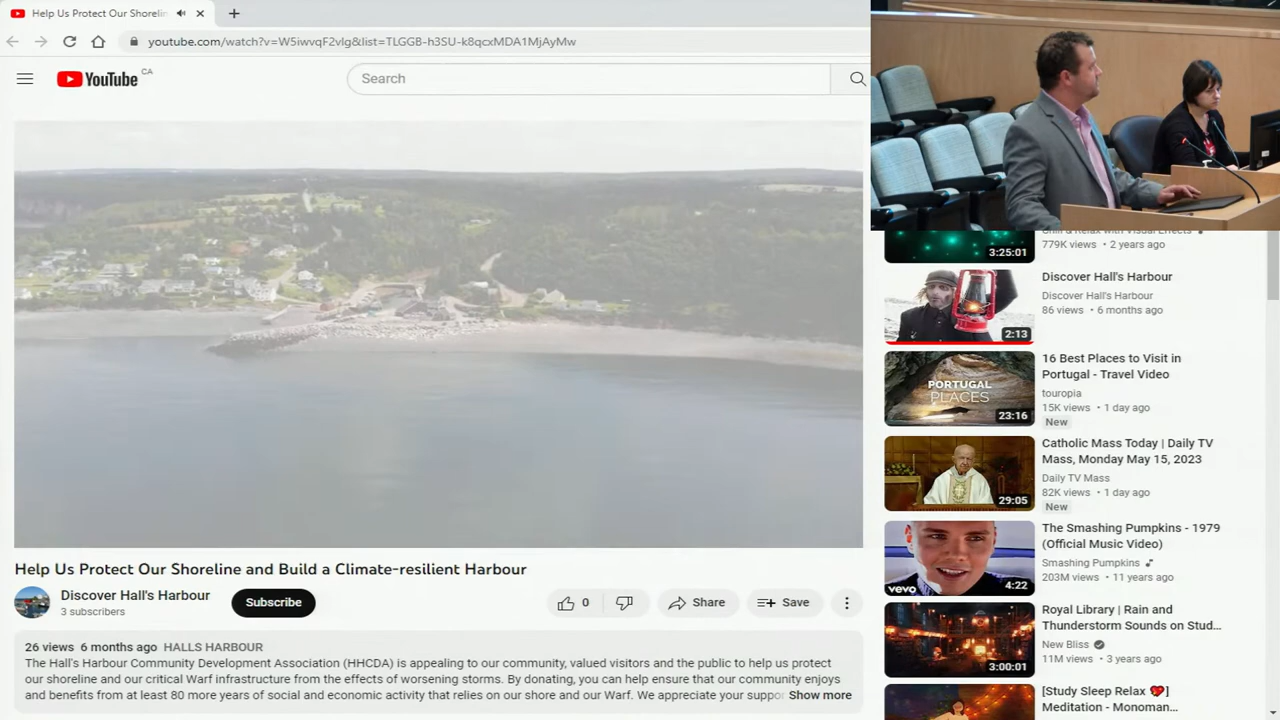 Help Us Protect Our Shorelin
youtube.com/watch?v=W5iwvqF2vIg&list=TLGGB-h3SU-k8qcxMDA1MjAyMw
YouTube CA
Search
Help Us Protect Our Shoreline and Build a Climate-resilient Harbour
Discover Hall's Harbour
3 subscribers
Subscribe
0
Share
Save
26 views 6 months ago HALLS HARBOUR
The Hall's Harbour Community Development Association (HHCDA) is appealing to our community, valued visitors and the public to help us protect
our shoreline and our critical Warf infrastructure from the effects of worsening storms. By donating, you can help ensure that our community enjoys
and benefits from at least 80 more years of social and economic activity that relies on our shore and our Warf. We appreciate your suppo Show more
Chill & Relax with Visual Effects
779K views • 2 years ago
3:25:01
Discover Hall's Harbour
Discover Hall's Harbour
86 views • 6 months ago
2:13
16 Best Places to Visit in
Portugal - Travel Video
touropia
15K views • 1 day ago
New
PORTUGAL
PLACES
23:16
Catholic Mass Today | Daily TV
Mass, Monday May 15, 2023
Daily TV Mass
82K views • 1 day ago
New
29:05
The Smashing Pumpkins - 1979
(Official Music Video)
Smashing Pumpkins
203M views • 11 years ago
vevo
4:22
Royal Library | Rain and
Thunderstorm Sounds on Stud...
New Bliss
11M views • 3 years ago
3:00:01
[Study Sleep Relax 💖]
Meditation - Monoman...